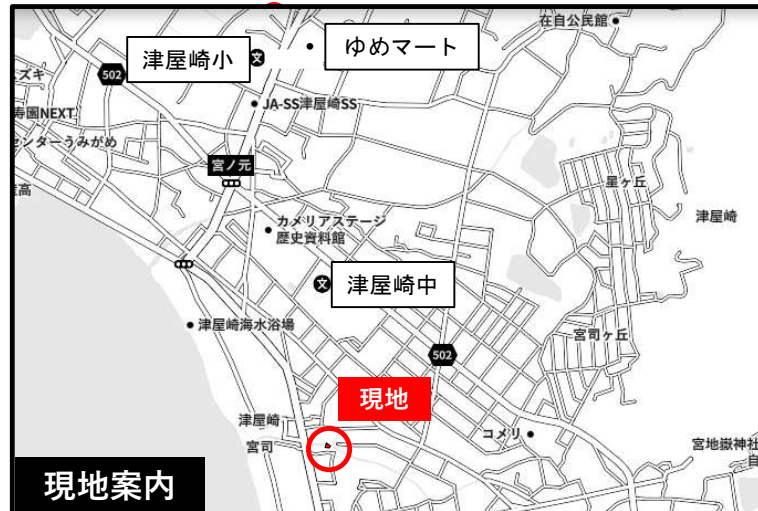 在自公民館
津屋崎小
文
ゆめマート
ズキ
502
JA-SS津屋崎SS
寿園NEXT
センターうみがめ
宮ノ元
高
星ヶ丘
津屋崎
カメリアステージ
歴史資料館
文
津屋崎中
津屋崎海水浴場
宮司ヶ丘
502
現地
津屋崎
宮司
コメリ
宮地嶽神社
自
現地案内